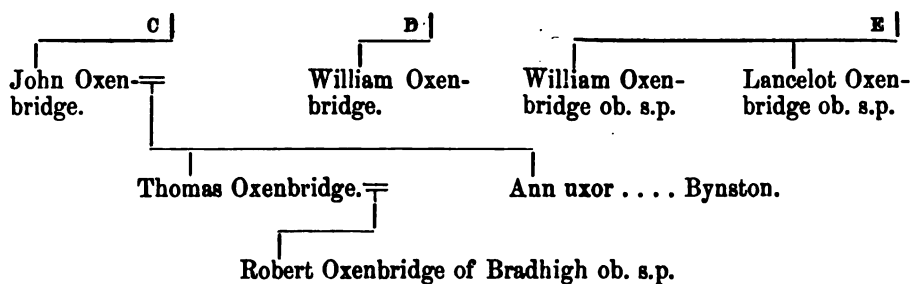 C D E
John Oxen- William Oxen- William Oxen- Lancelot Oxen-
bridge. bridge. bridge ob. s.p. bridge ob. s.p.
Thomas Oxenbridge. Ann uxor . . . . Bynston.
Robert Oxenbridge of Bradhigh ob. s.p.